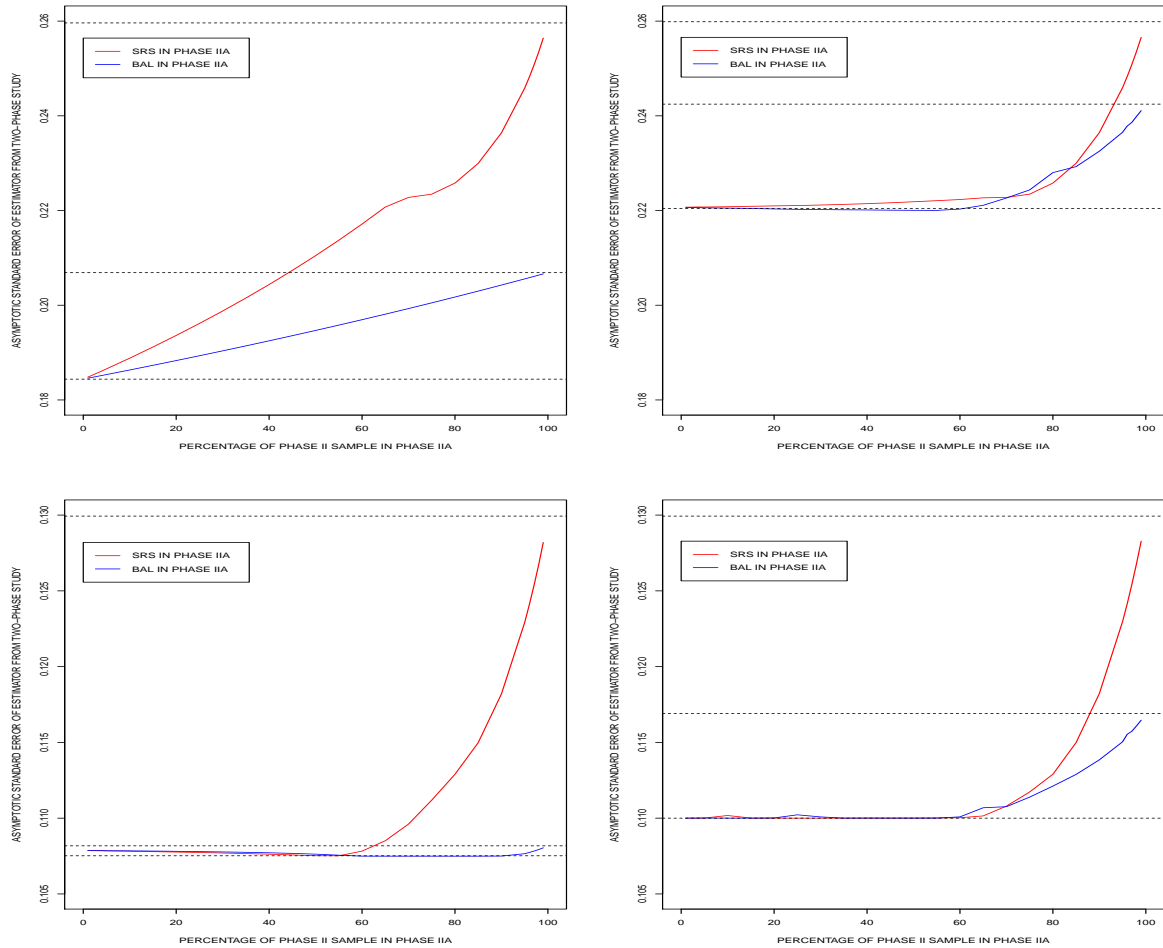 ASYMPTOTIC STANDARD ERROR OF ESTIMATOR FROM TWO-PHASE STUDY
0.26
0.24
0.22
0.20
0.18
SRS IN PHASE IIA
BAL IN PHASE IIA
0 20 40 60 80 100
PERCENTAGE OF PHASE II SAMPLE IN PHASE IIA
ASYMPTOTIC STANDARD ERROR OF ESTIMATOR FROM TWO-PHASE STUDY
0.26
0.24
0.22
0.20
0.18
SRS IN PHASE IIA
BAL IN PHASE IIA
0 20 40 60 80 100
PERCENTAGE OF PHASE II SAMPLE IN PHASE IIA
ASYMPTOTIC STANDARD ERROR OF ESTIMATOR FROM TWO-PHASE STUDY
0.130
0.125
0.120
0.115
0.110
0.105
SRS IN PHASE IIA
BAL IN PHASE IIA
0 20 40 60 80 100
PERCENTAGE OF PHASE II SAMPLE IN PHASE IIA
ASYMPTOTIC STANDARD ERROR OF ESTIMATOR FROM TWO-PHASE STUDY
0.130
0.125
0.120
0.115
0.110
0.105
SRS IN PHASE IIA
BAL IN PHASE IIA
0 20 40 60 80 100
PERCENTAGE OF PHASE II SAMPLE IN PHASE IIA